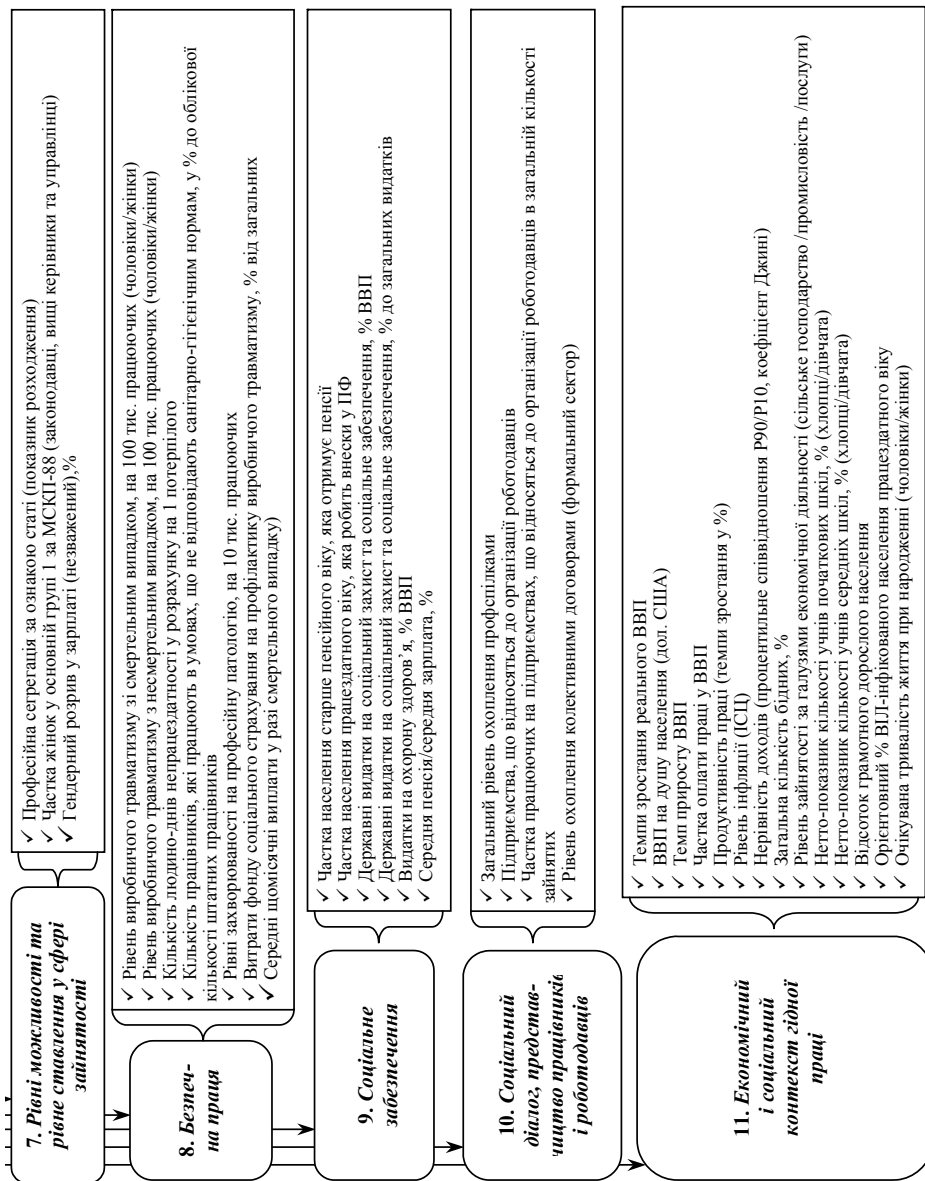 7. Рівні можливості та
рівне ставлення у сфері
зайнятості
✓ Професійна сегрегація за ознакою статі (показник розходження)
✓ Частка жінок у основній групі 1 за МСКП-88 (законодавці, вищі керівники та управлінці)
✓ Гендерний розрив у зарплаті (незважений),%
8. Безпеч-
на праця
✓ Рівень виробничого травматизму зі смертельним випадком, на 100 тис. працюючих (чоловіки/жінки)
✓ Рівень виробничого травматизму з несмертельним випадком, на 100 тис. працюючих (чоловіки/жінки)
✓ Кількість людино-днів непрацездатності у розрахунку на 1 потерпілого
✓ Кількість працівників, які працюють в умовах, що не відповідають санітарно-гігієнічним нормам, у % до облікової
кількості штатних працівників
✓ Рівні захворюваності на професійну патологію, на 10 тис. працюючих
✓ Витрати фонду соціального страхування на профілактику виробничого травматизму, % від загальних
✓ Середні щомісячні виплати у разі смертельного випадку)
9. Соціальне
забезпечення
✓ Частка населення старше пенсійного віку, яка отримує пенсії
✓ Частка населення працездатного віку, яка робить внески у ПФ
✓ Державні видатки на соціальний захист та соціальне забезпечення, % ВВП
✓ Державні видатки на соціальний захист та соціальне забезпечення, % до загальних видатків
✓ Видатки на охорону здоров’я, % ВВП
✓ Середня пенсія/середня зарплата, %
10. Соціальний
діалог, представ-
ництво працівників
і роботодавців
✓ Загальний рівень охоплення профспілками
✓ Підприємства, що відносяться до організації роботодавців
✓ Частка працюючих на підприємствах, що відносяться до організації роботодавців в загальній кількості
зайнятих
✓ Рівень охоплення колективними договорами (формальний сектор)
11. Економічний
і соціальний
контекст гідної
праці
✓ Темпи зростання реального ВВП
✓ ВВП на душу населення (дол. США)
✓ Темп приросту ВВП
✓ Частка оплати праці у ВВП
✓ Продуктивність праці (темпи зростання у %)
✓ Рівень інфляції (ІСЦ)
✓ Нерівність доходів (процентильне співвідношення P90/P10, коефіцієнт Джині)
✓ Загальна кількість бідних, %
✓ Рівень зайнятості за галузями економічної діяльності (сільське господарство /промисловість /послуги
✓ Нетто-показник кількості учнів початкових шкіл, % (хлопці/дівчата)
✓ Нетто-показник кількості учнів середніх шкіл, % (хлопці/дівчата)
✓ Відсоток грамотного дорослого населення
✓ Орієнтовний % ВІЛ-інфікованого населення працездатного віку
✓ Очікувана тривалість життя при народженні (чоловіки/жінки)